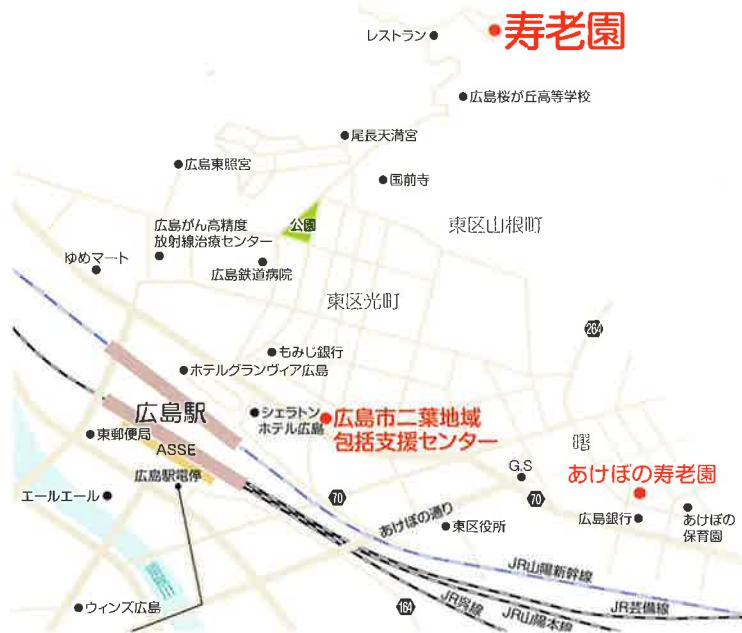 寿老園
レストラン
広島桜が丘高等学校
尾長天満宮
広島東照宮
国前寺
公園
東区山根町
広島がん高精度
放射線治療センター
ゆめマート
広島鉄道病院
東区光町
264
もみじ銀行
ホテルグランヴィア広島
広島駅
シェラトン
ホテル広島
広島市二葉地域
包括支援センター
東郵便局
ASSE
曙
広島駅電停
G.S
あけぼの寿老園
エールエール
70
70
あけぼの通り
東区役所
広島銀行
あけぼの
保育園
JR山陽新幹線
ウィンズ広島
164
JR呉線
JR山陽本線
JR芸備線